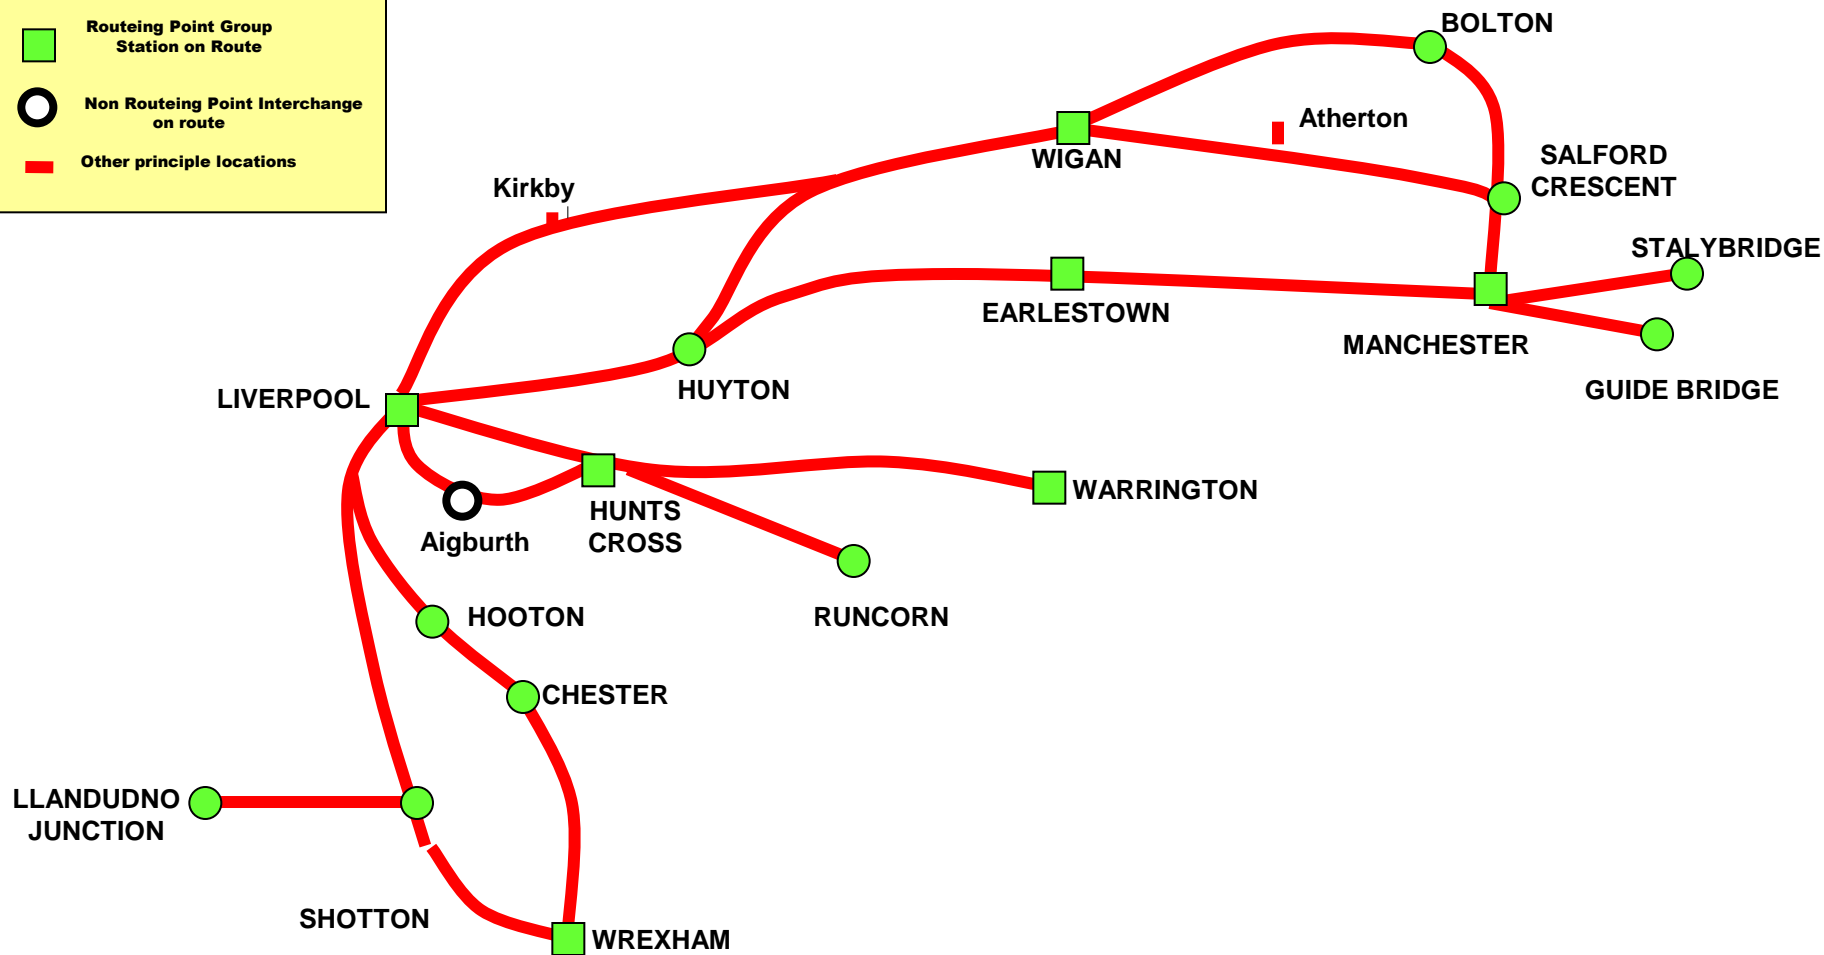 Routeing Point Group
Station on Route
Non Routeing Point Interchange
on route
Other principle locations
BOLTON
Atherton
WIGAN
SALFORD
CRESCENT
Kirkby
STALYBRIDGE
EARLESTOWN
MANCHESTER
HUYTON
GUIDE BRIDGE
LIVERPOOL
WARRINGTON
HUNTS
CROSS
Aigburth
HOOTON
RUNCORN
CHESTER
LLANDUDNO
JUNCTION
SHOTTON
WREXHAM